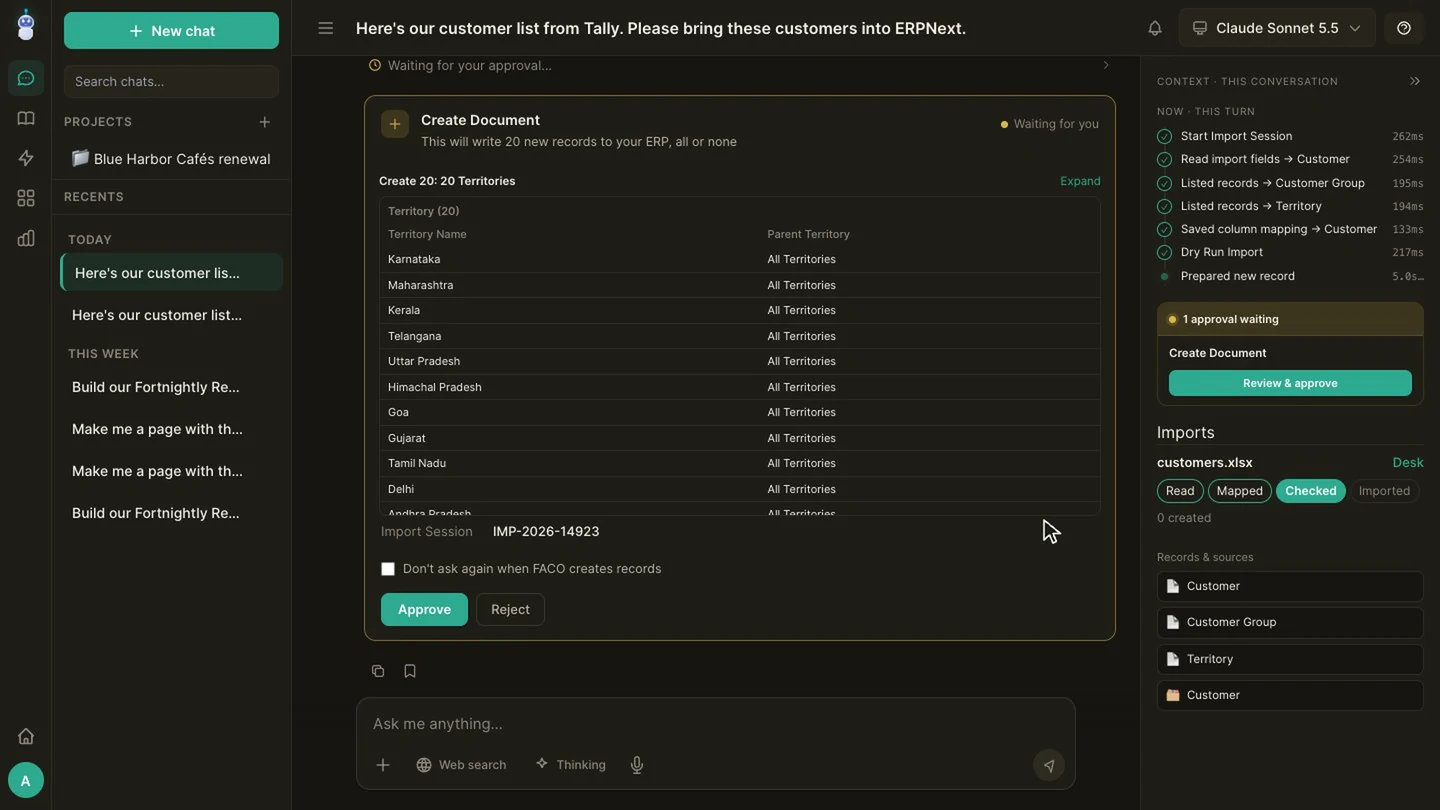 New chat
Search chats...
PROJECTS
Blue Harbor Cafés renewal
RECENTS
TODAY
Here's our customer lis...
Here's our customer list...
THIS WEEK
Build our Fortnightly Re...
Make me a page with th...
Make me a page with th...
Build our Fortnightly Re...
A
Here's our customer list from Tally. Please bring these customers into ERPNext.
Claude Sonnet 5.5
Waiting for your approval...
Create Document
Waiting for you
This will write 20 new records to your ERP, all or none
Create 20: 20 Territories
Expand
Territory (20)
Territory Name Parent Territory
Karnataka All Territories
Maharashtra All Territories
Kerala All Territories
Telangana All Territories
Uttar Pradesh All Territories
Himachal Pradesh All Territories
Goa All Territories
Gujarat All Territories
Tamil Nadu All Territories
Delhi All Territories
Andhra Pradesh All Territories
Import Session IMP-2026-14923
Don't ask again when FACO creates records
Approve Reject
Ask me anything...
Web search Thinking
CONTEXT · THIS CONVERSATION
NOW · THIS TURN
Start Import Session 262ms
Read import fields → Customer 254ms
Listed records → Customer Group 195ms
Listed records → Territory 194ms
Saved column mapping → Customer 133ms
Dry Run Import 217ms
Prepared new record 5.0s…
1 approval waiting
Create Document
Review & approve
Imports
customers.xlsx Desk
Read Mapped Checked Imported
0 created
Records & sources
Customer
Customer Group
Territory
Customer